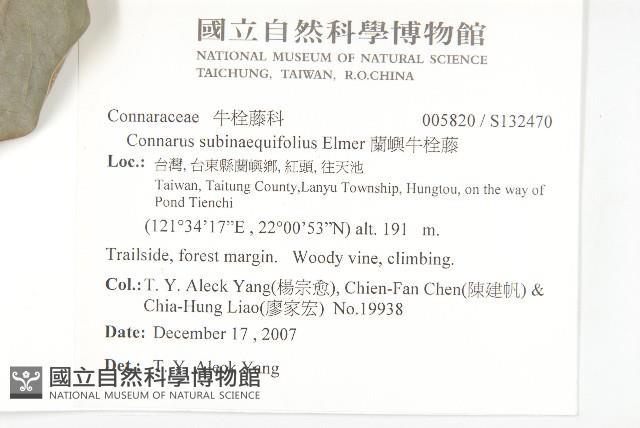 國立自然科學博物館
NATIONAL MUSEUM OF NATURAL SCIENCE
TAICHUNG, TAIWAN, R.O.CHINA
Connaraceae 牛栓藤科 005820 / S132470
Connarus subinaequifolius Elmer 蘭嶼牛栓藤
Loc.: 台灣, 台東縣蘭嶼鄉, 紅頭, 往天池
Taiwan, Taitung County,Lanyu Township, Hungtou, on the way of
Pond Tienchi
(121°34'17"E , 22°00'53"N) alt. 191 m.
Trailside, forest margin. Woody vine, climbing.
Col.: T. Y. Aleck Yang(楊宗愈), Chien-Fan Chen(陳建帆) &
Chia-Hung Liao(廖家宏) No.19938
Date: December 17 , 2007
Det.: T. Y. Aleck Yang
國立自然科學博物館
NATIONAL MUSEUM OF NATURAL SCIENCE